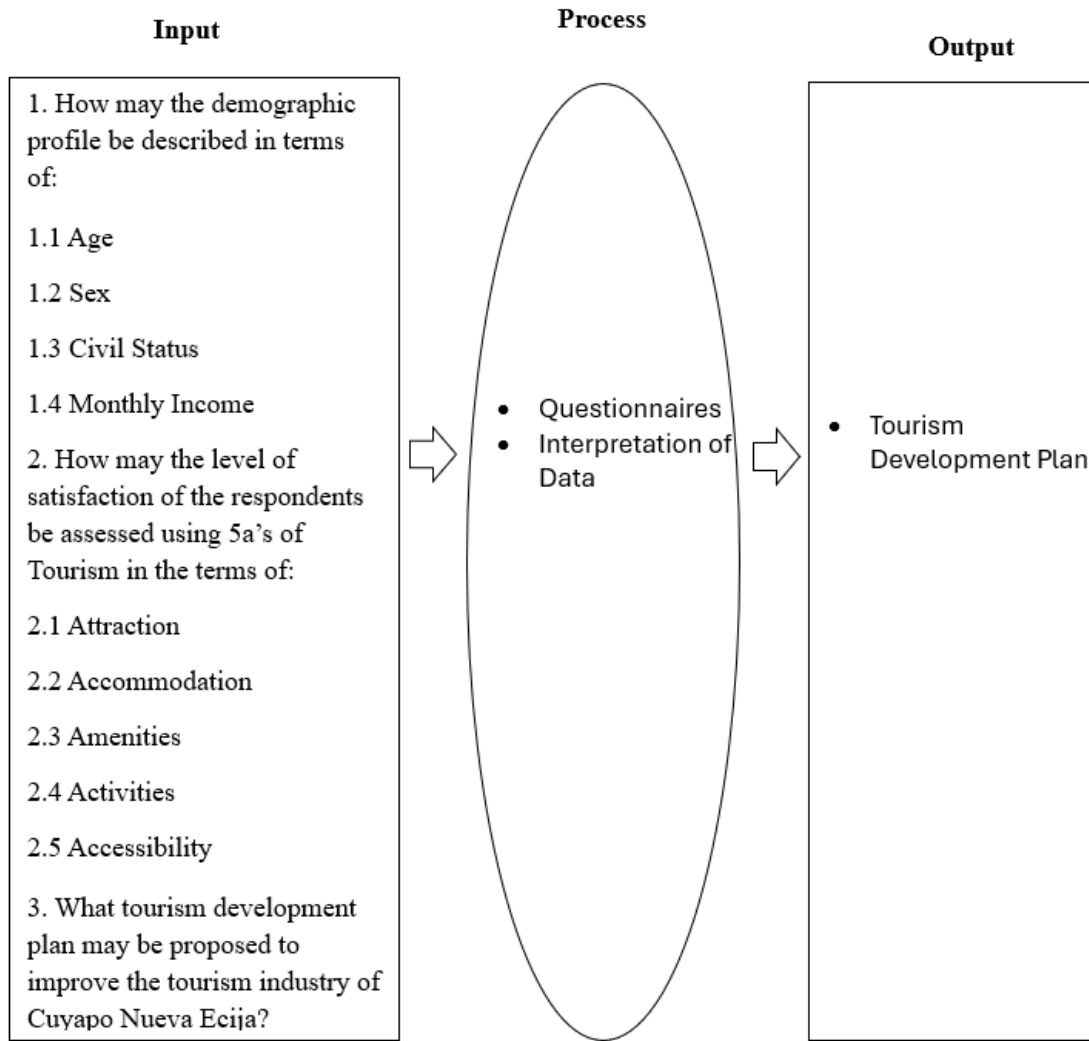 Input
1. How may the demographic
profile be described in terms
of:
1.1 Age
1.2 Sex
1.3 Civil Status
1.4 Monthly Income
2. How may the level of
satisfaction of the respondents
be assessed using 5a’s of
Tourism in the terms of:
2.1 Attraction
2.2 Accommodation
2.3 Amenities
2.4 Activities
2.5 Accessibility
3. What tourism development
plan may be proposed to
improve the tourism industry of
Cuyapo Nueva Ecija?
Process
• Questionnaires
• Interpretation of
Data
Output
• Tourism
Development Plan